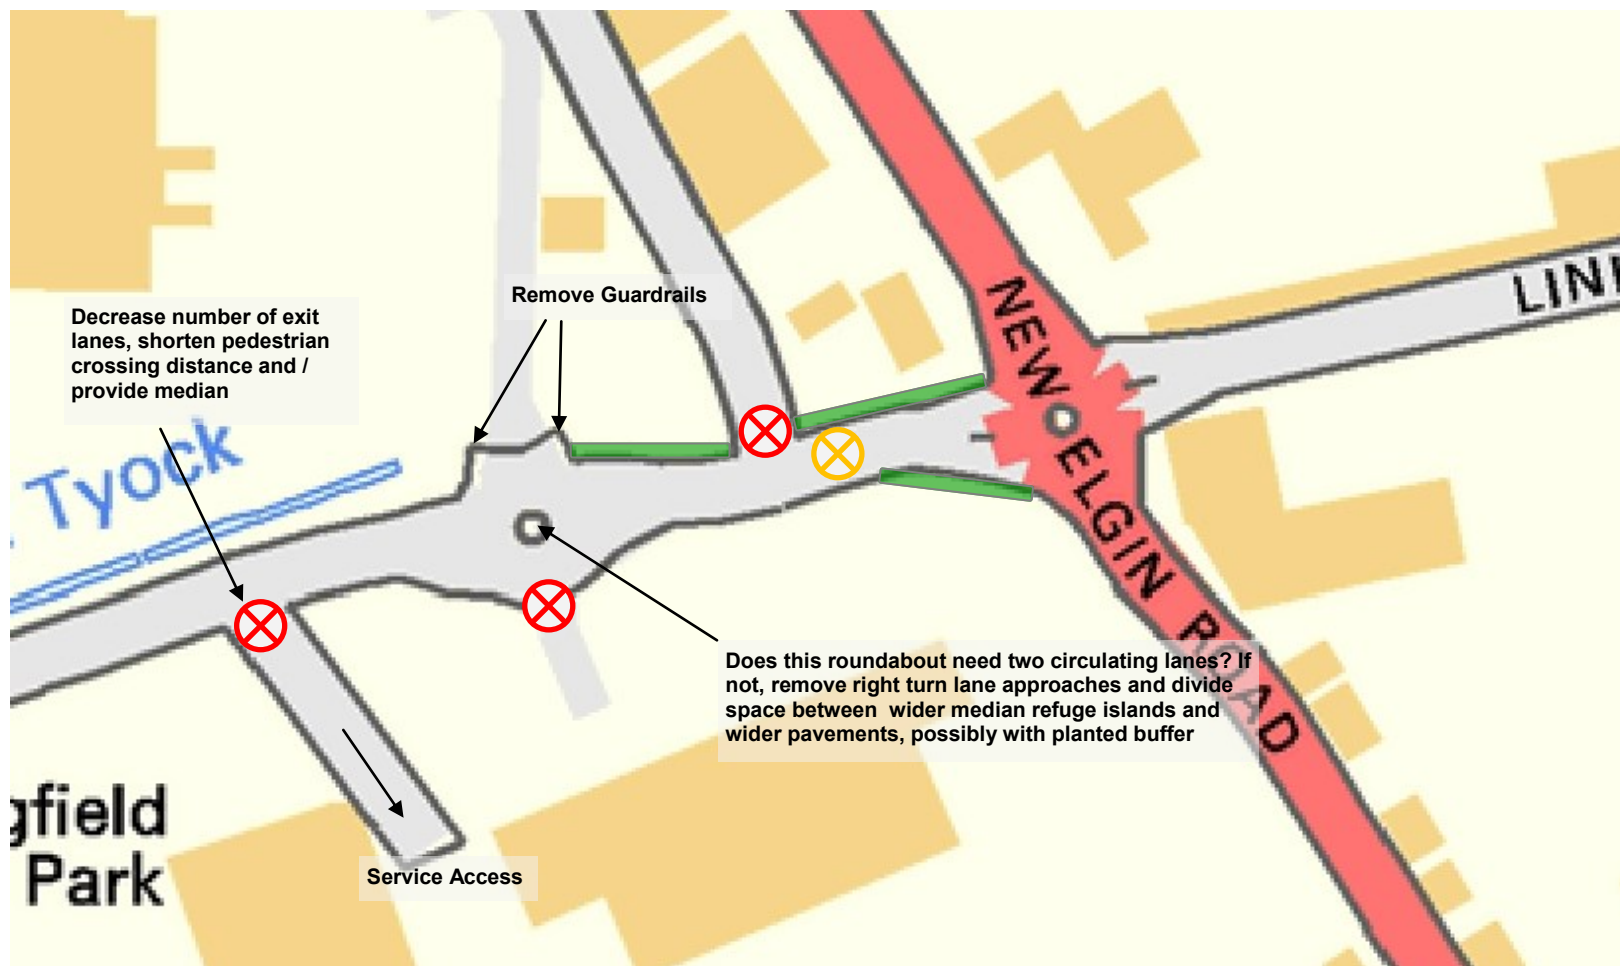 Remove Guardrails
Decrease number of exit
lanes, shorten pedestrian
crossing distance and /
provide median
Tyock
NEW ELGIN ROAD
LIN
Does this roundabout need two circulating lanes? If
not, remove right turn lane approaches and divide
space between wider median refuge islands and
wider pavements, possibly with planted buffer
gfield
Park
Service Access